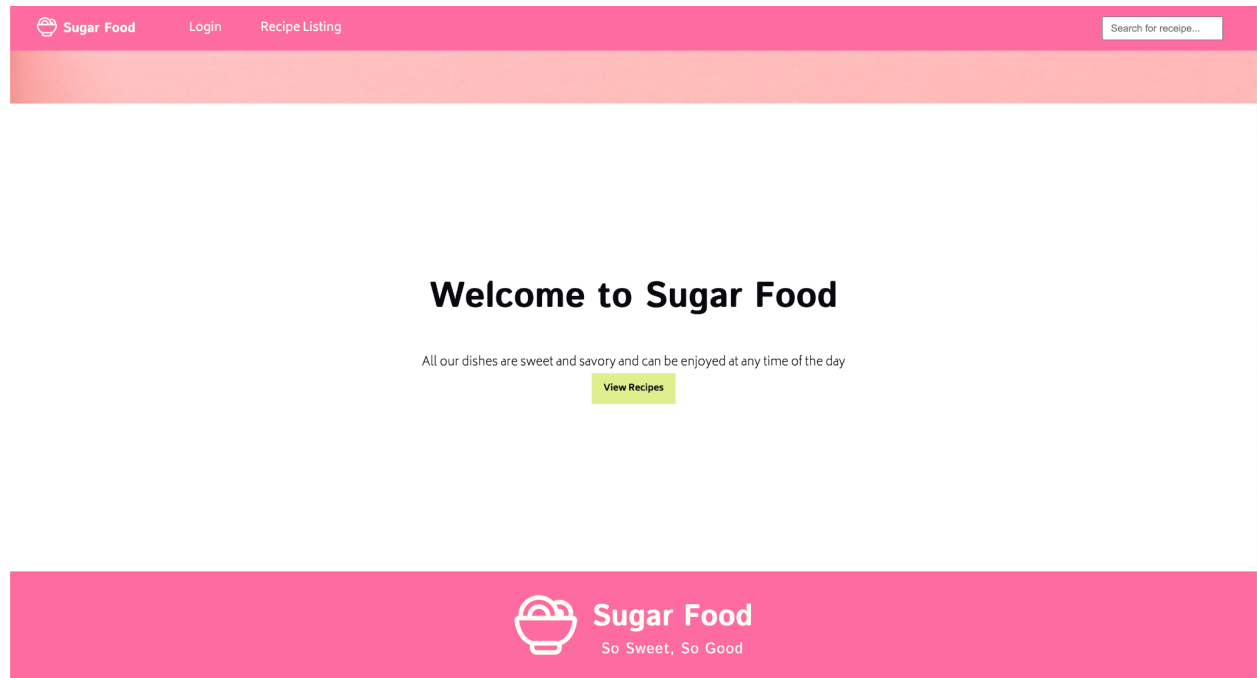 Sugar Food
Login
Recipe Listing
Search for receipe...
Welcome to Sugar Food
All our dishes are sweet and savory and can be enjoyed at any time of the day
View Recipes
Sugar Food
So Sweet, So Good